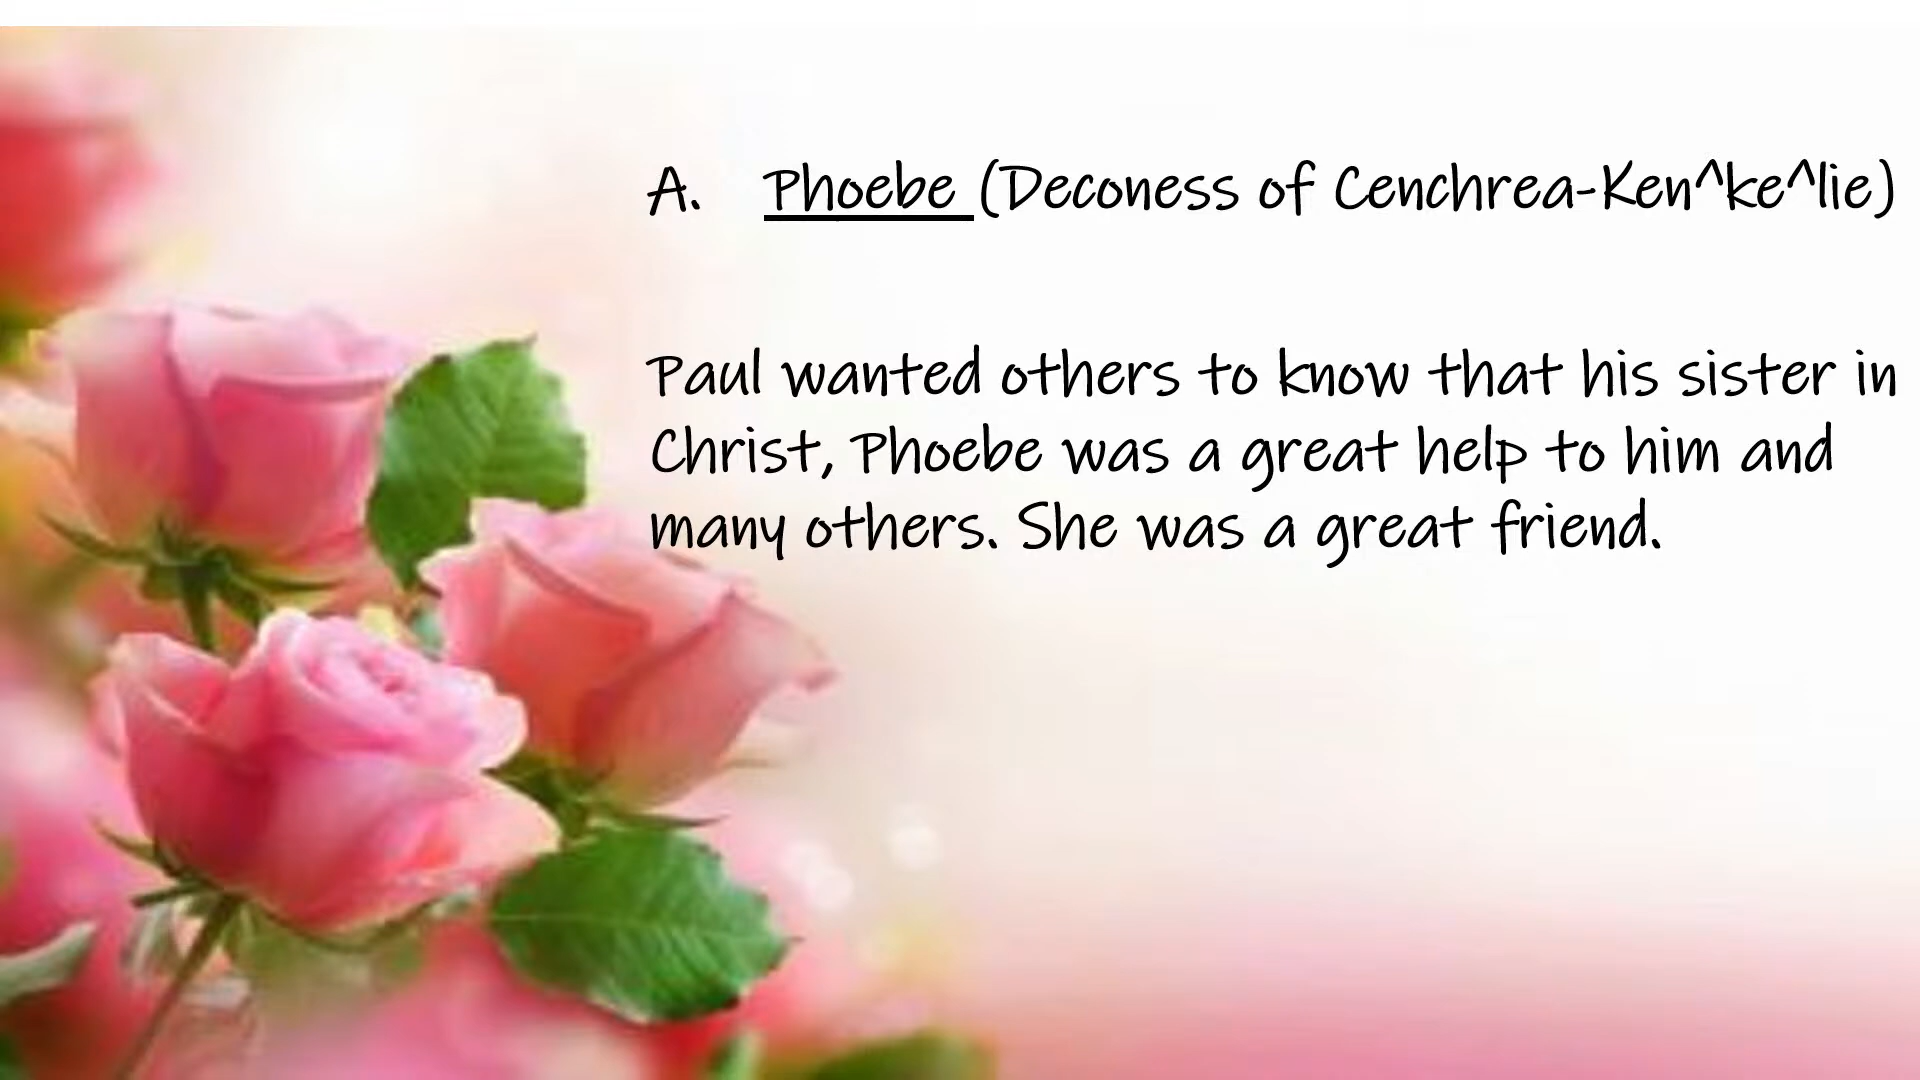 A. Phoebe (Deconess of Cenchrea-Ken^ke^lie)
Paul wanted others to know that his sister in
Christ, Phoebe was a great help to him and
many others. She was a great friend.